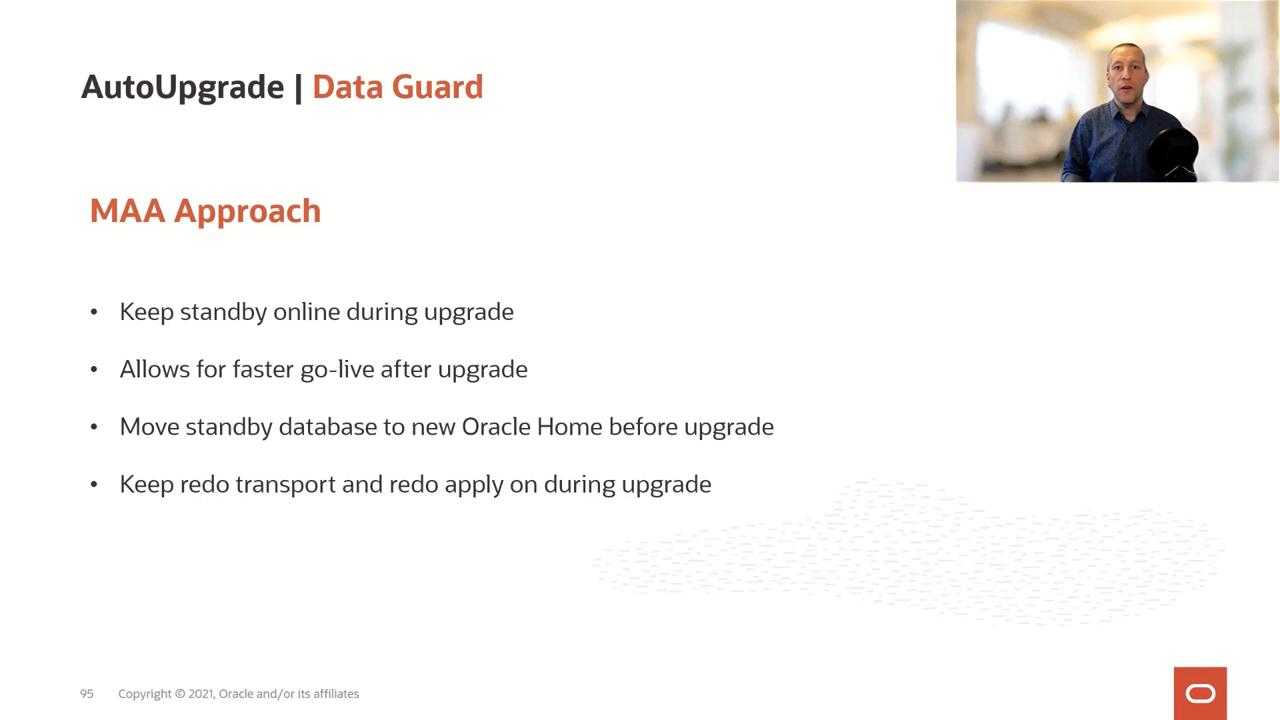 AutoUpgrade | Data Guard
MAA Approach
• Keep standby online during upgrade
• Allows for faster go-live after upgrade
• Move standby database to new Oracle Home before upgrade
• Keep redo transport and redo apply on during upgrade
95 Copyright © 2021, Oracle and/or its affiliates